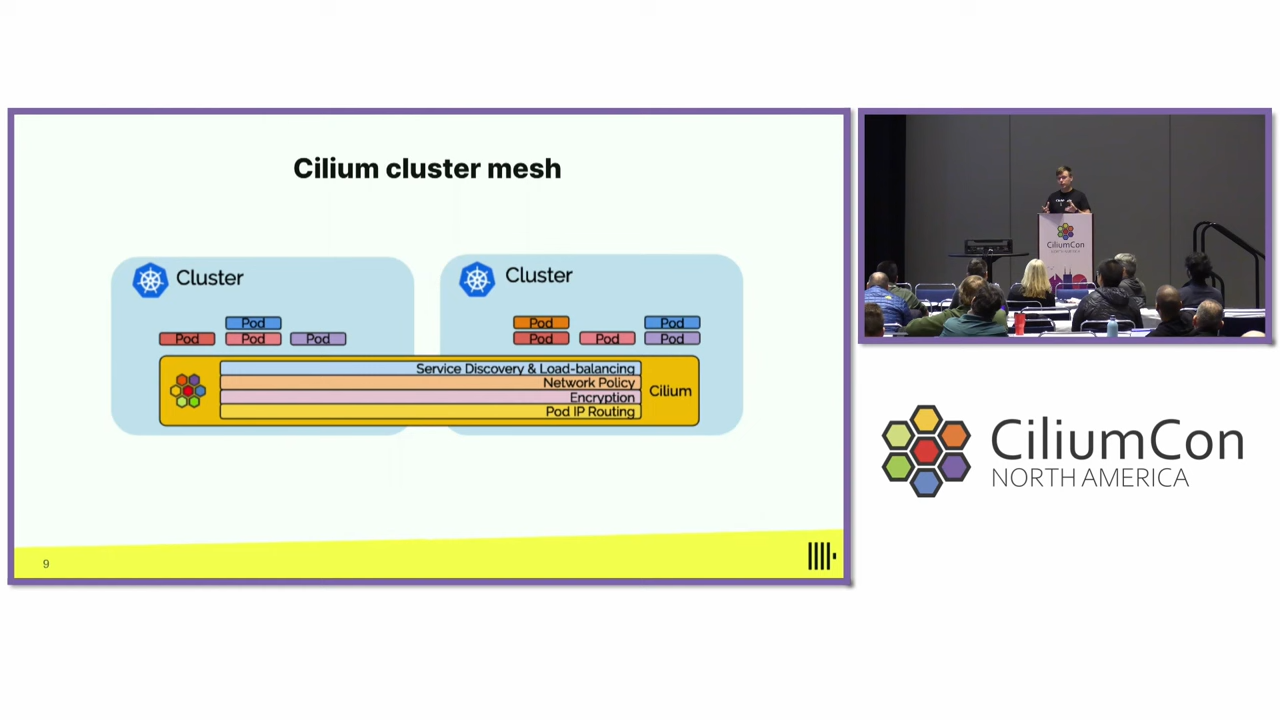 Cilium cluster mesh
Cluster
Pod
Pod
Pod
Pod
Cluster
Pod
Pod
Pod
Pod
Pod
Service Discovery & Load-balancing
Network Policy
Encryption
Pod IP Routing
Cilium
9
CiliumCon
CiliumCon
NORTH AMERICA